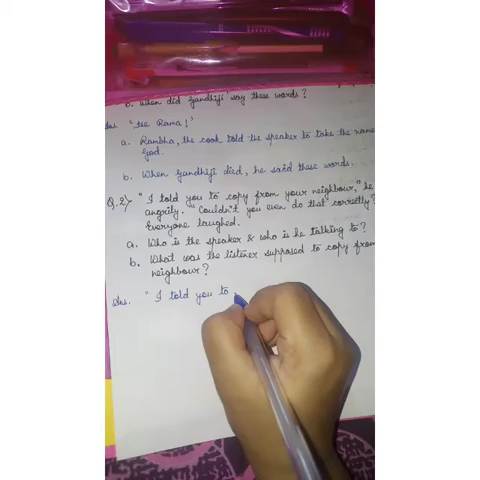 b. When did Gandhiji say these words?
Ans. "Hee Rama!"
a. Rambha, the cook told the speaker to take the name
God.
b. When Gandhiji died, he said these words.
Q.2)- "I told you to copy from your neighbour," he
angrily. "Couldn't you even do that correctly?
Everyone laughed.
a. Who is the speaker & who is he talking to?
b. What was the listener supposed to copy from
neighbour?
Ans. "I told you to